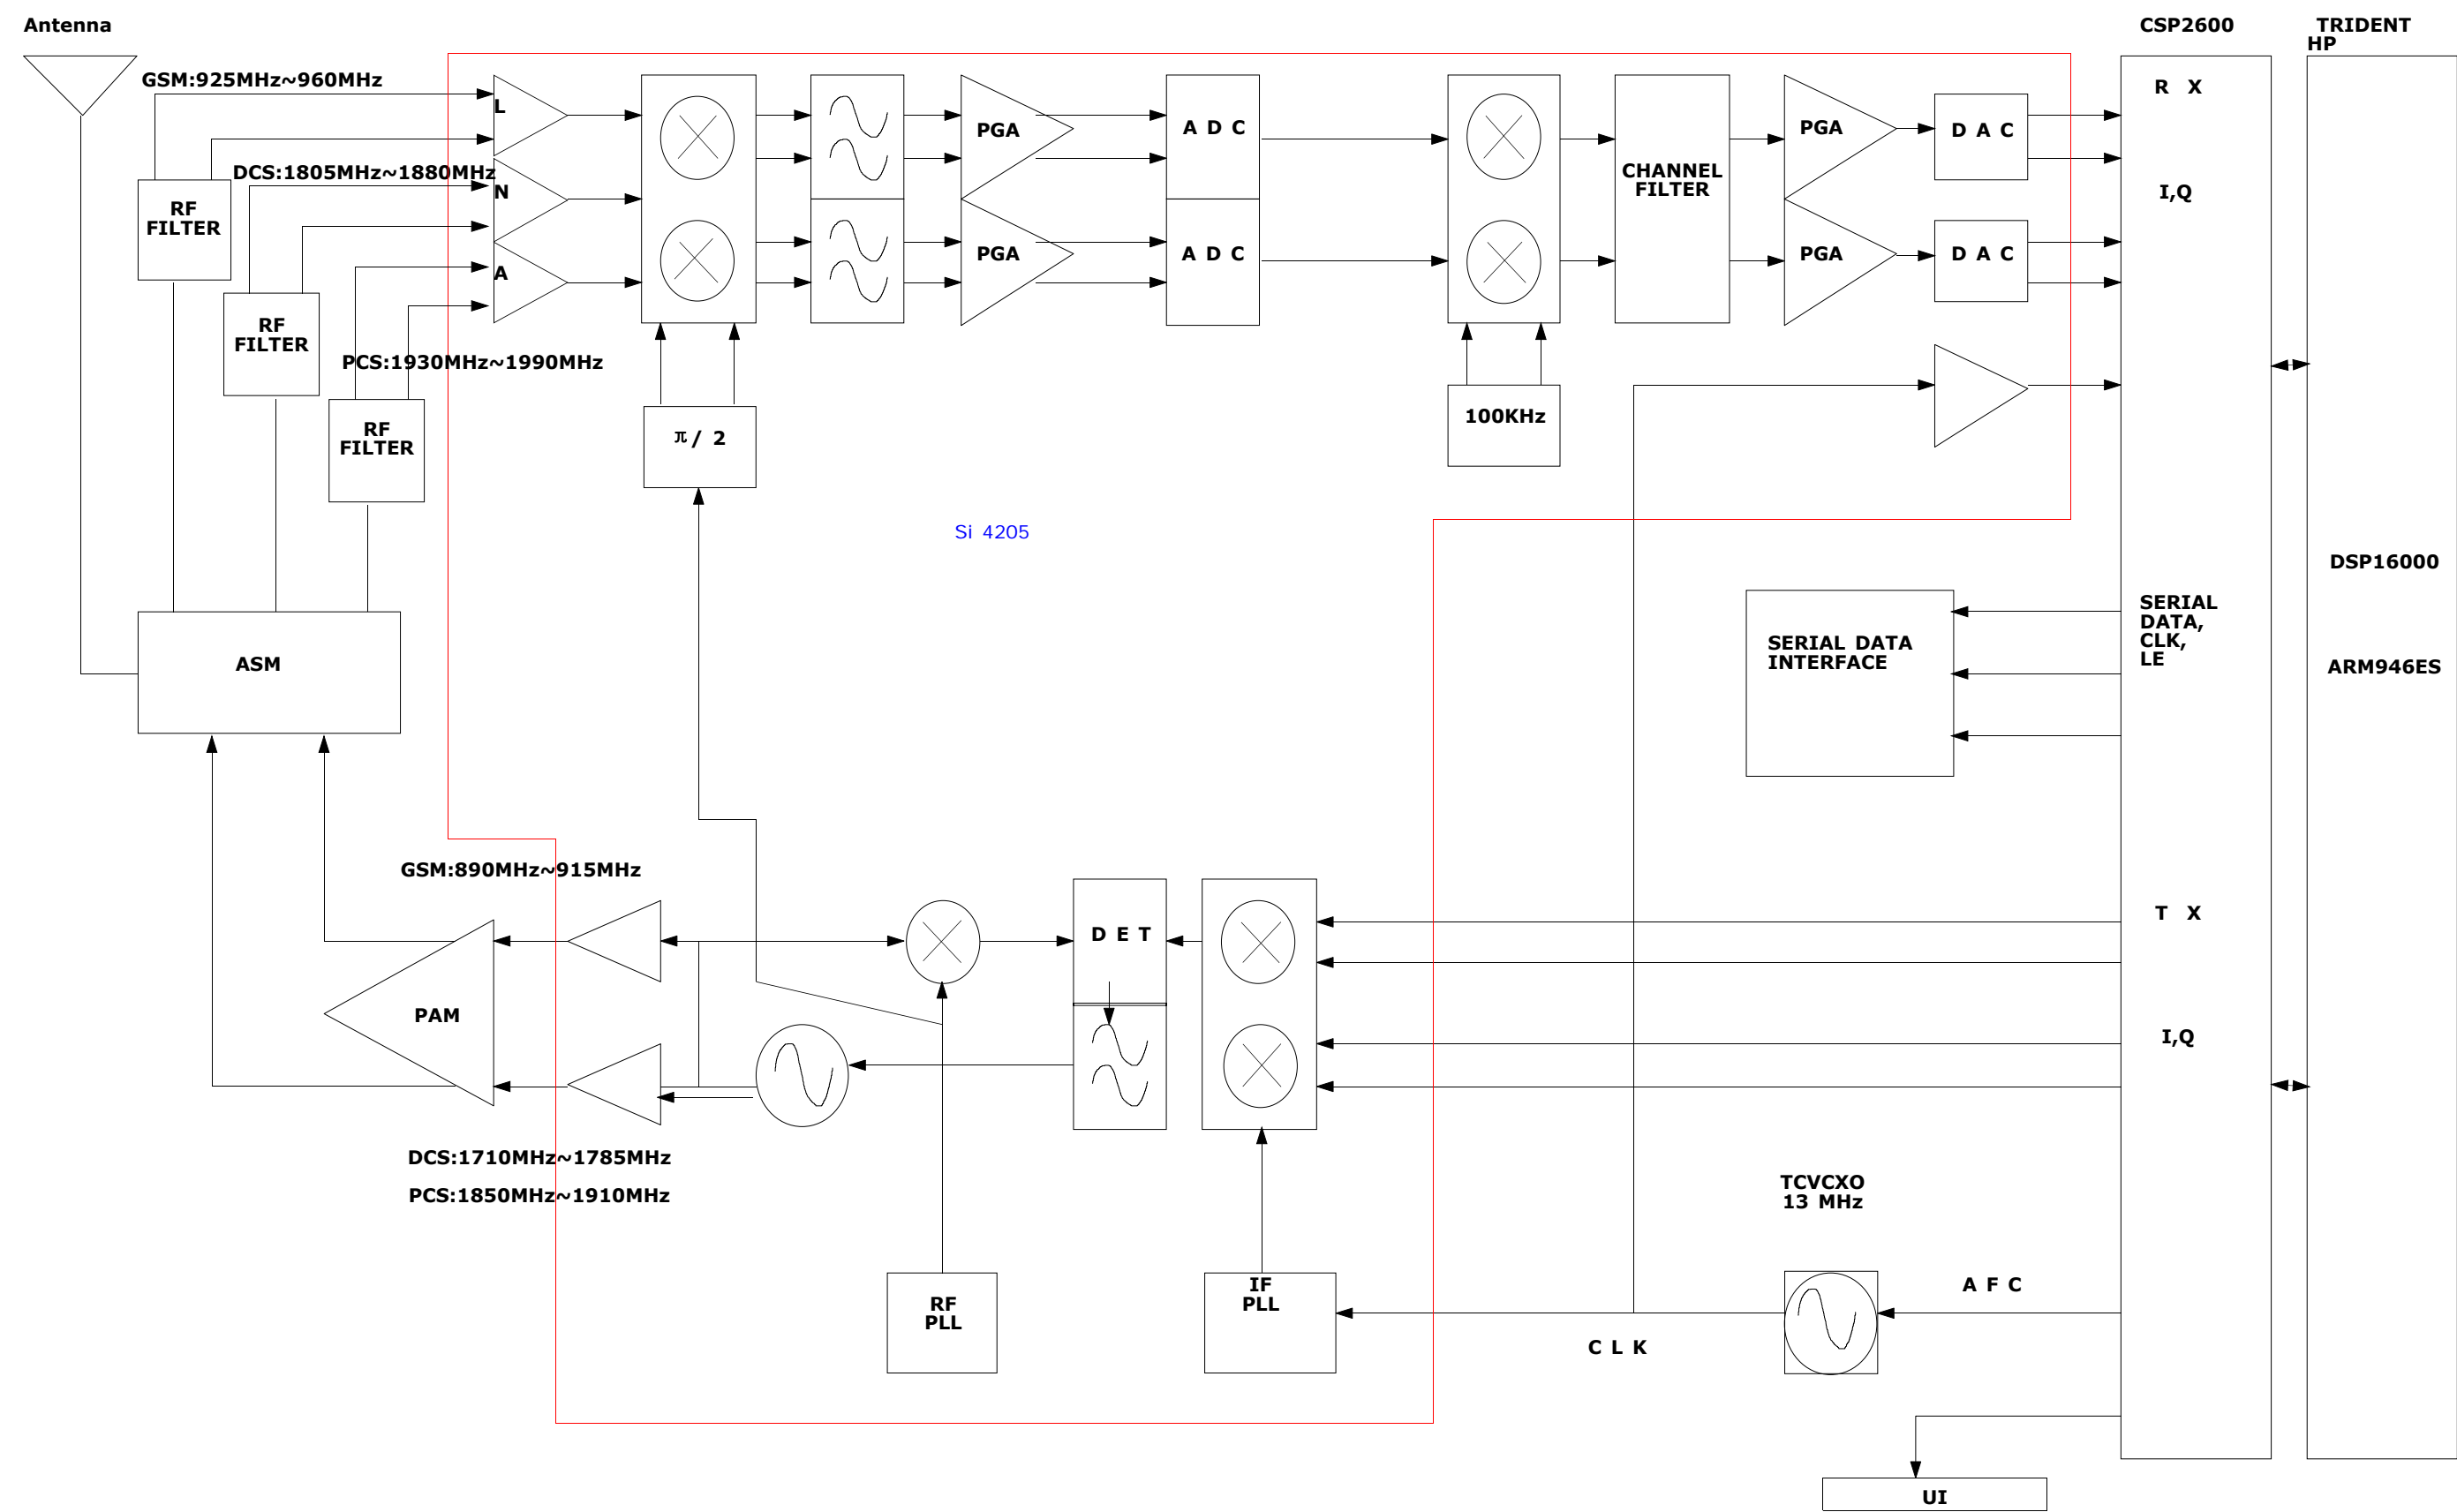 Antenna
CSP2600
TRIDENT
HP
GSM:925MHz~960MHz
R X
L
PGA
A D C
PGA
D A C
DCS:1805MHz~1880MHz
CHANNEL
FILTER
N
I,Q
RF
FILTER
A
PGA
A D C
PGA
D A C
RF
FILTER
PCS:1930MHz~1990MHz
100KHz
RF
FILTER
π/ 2
Si 4205
DSP16000
SERIAL
DATA,
CLK,
LE
SERIAL DATA
INTERFACE
ASM
ARM946ES
GSM:890MHz~915MHz
T X
D E T
PAM
I,Q
DCS:1710MHz~1785MHz
PCS:1850MHz~1910MHz
TCVCXO
13 MHz
RF
PLL
IF
PLL
A F C
C L K
UI